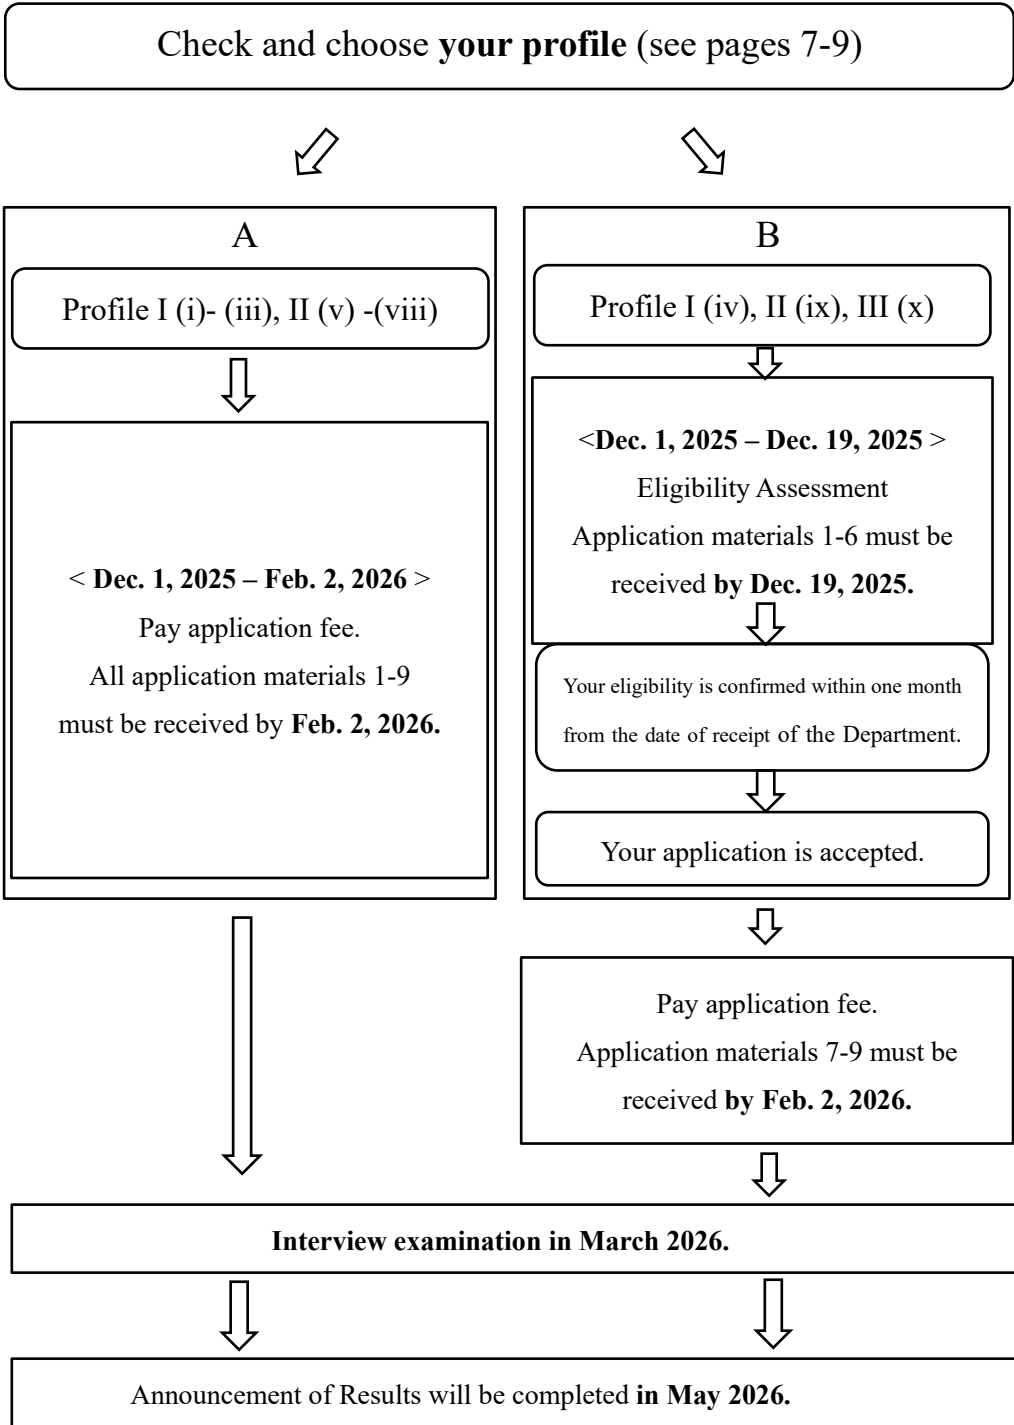 Check and choose your profile (see pages 7-9)
A
Profile I (i)- (iii), II (v) -(viii)
< Dec. 1, 2025 – Feb. 2, 2026 >
Pay application fee.
All application materials 1-9
must be received by Feb. 2, 2026.
B
Profile I (iv), II (ix), III (x)
<Dec. 1, 2025 – Dec. 19, 2025 >
Eligibility Assessment
Application materials 1-6 must be
received by Dec. 19, 2025.
Your eligibility is confirmed within one month
from the date of receipt of the Department.
Your application is accepted.
Pay application fee.
Application materials 7-9 must be
received by Feb. 2, 2026.
Interview examination in March 2026.
Announcement of Results will be completed in May 2026.